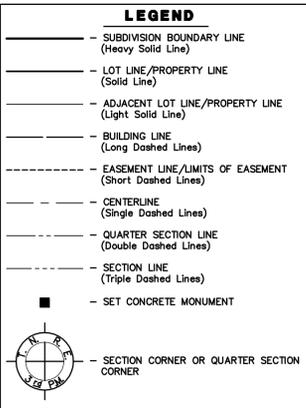 LEGEND
– SUBDIVISION BOUNDARY LINE
(Heavy Solid Line)
– LOT LINE/PROPERTY LINE
(Solid Line)
– ADJACENT LOT LINE/PROPERTY LINE
(Light Solid Line)
– BUILDING LINE
(Long Dashed Lines)
– EASEMENT LINE/LIMITS OF EASEMENT
(Short Dashed Lines)
– CENTERLINE
(Single Dashed Lines)
– QUARTER SECTION LINE
(Double Dashed Lines)
– SECTION LINE
(Triple Dashed Lines)
– SET CONCRETE MONUMENT
T. N. R. E.
3rd P.M.
– SECTION CORNER OR QUARTER SECTION
CORNER